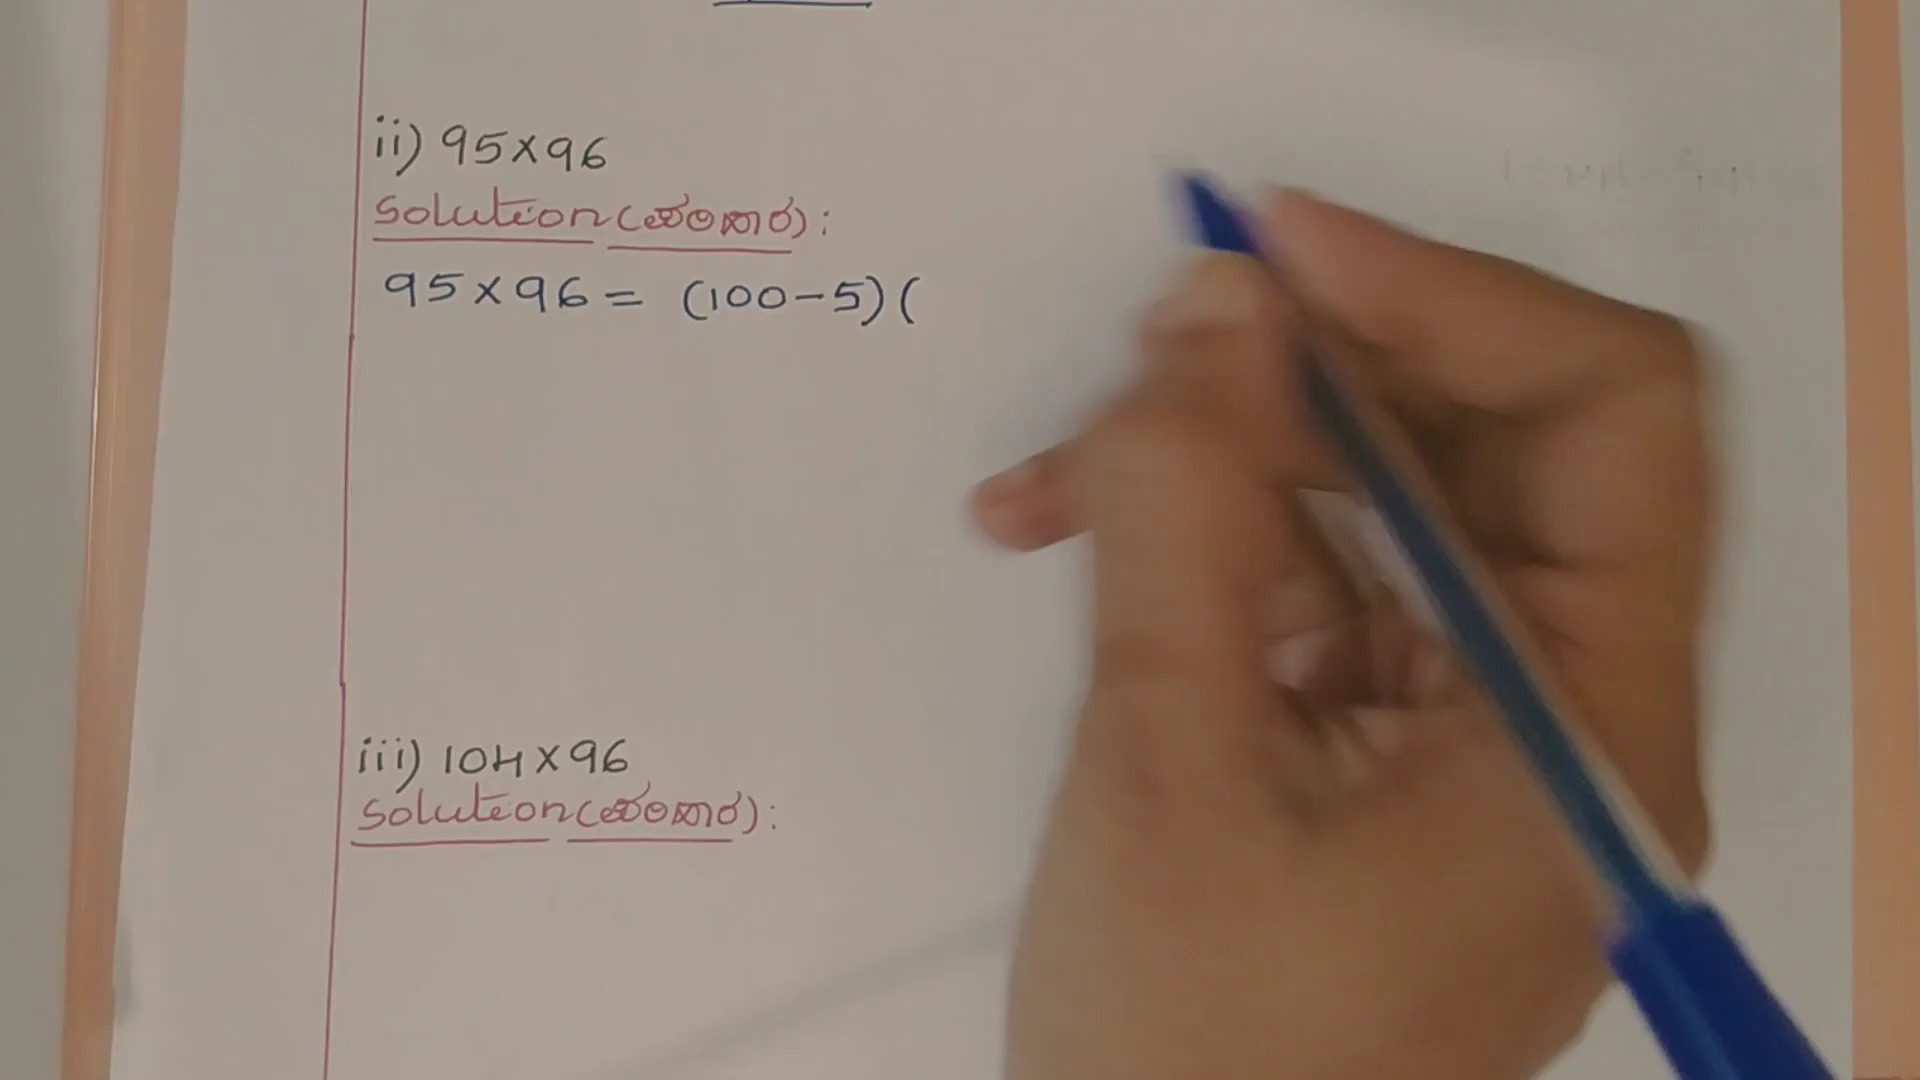 ii) 95×96
Solution (ಪರಿಹಾರ):
95×96 = (100-5)(
iii) 104×96
Solution (ಪರಿಹಾರ):